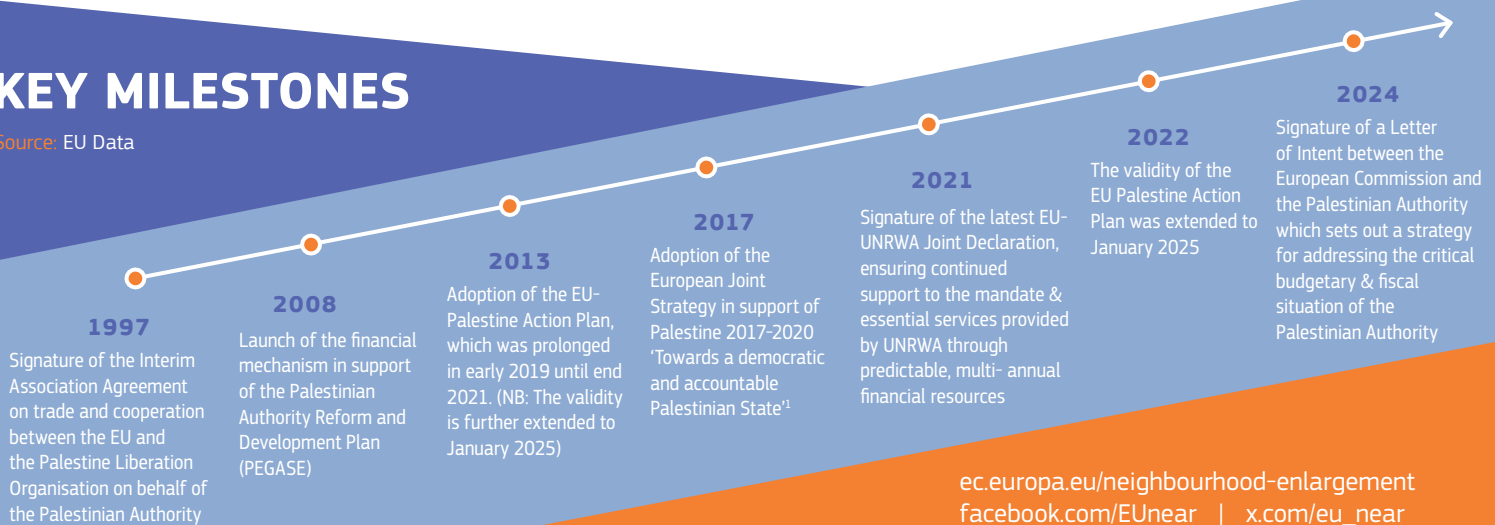 KEY MILESTONES
Source: EU Data
1997
Signature of the Interim
Association Agreement
on trade and cooperation
between the EU and
the Palestine Liberation
Organisation on behalf of
the Palestinian Authority
2008
Launch of the financial
mechanism in support
of the Palestinian
Authority Reform and
Development Plan
(PEGASE)
2013
Adoption of the EU-
Palestine Action Plan,
which was prolonged
in early 2019 until end
2021. (NB: The validity
is further extended to
January 2025)
2017
Adoption of the
European Joint
Strategy in support of
Palestine 2017-2020
‘Towards a democratic
and accountable
Palestinian State’¹
2021
Signature of the latest EU-
UNRWA Joint Declaration,
ensuring continued
support to the mandate &
essential services provided
by UNRWA through
predictable, multi- annual
financial resources
2022
The validity of the
EU Palestine Action
Plan was extended to
January 2025
2024
Signature of a Letter
of Intent between the
European Commission and
the Palestinian Authority
which sets out a strategy
for addressing the critical
budgetary & fiscal
situation of the
Palestinian Authority
ec.europa.eu/neighbourhood-enlargement
facebook.com/EUnear | x.com/eu_near